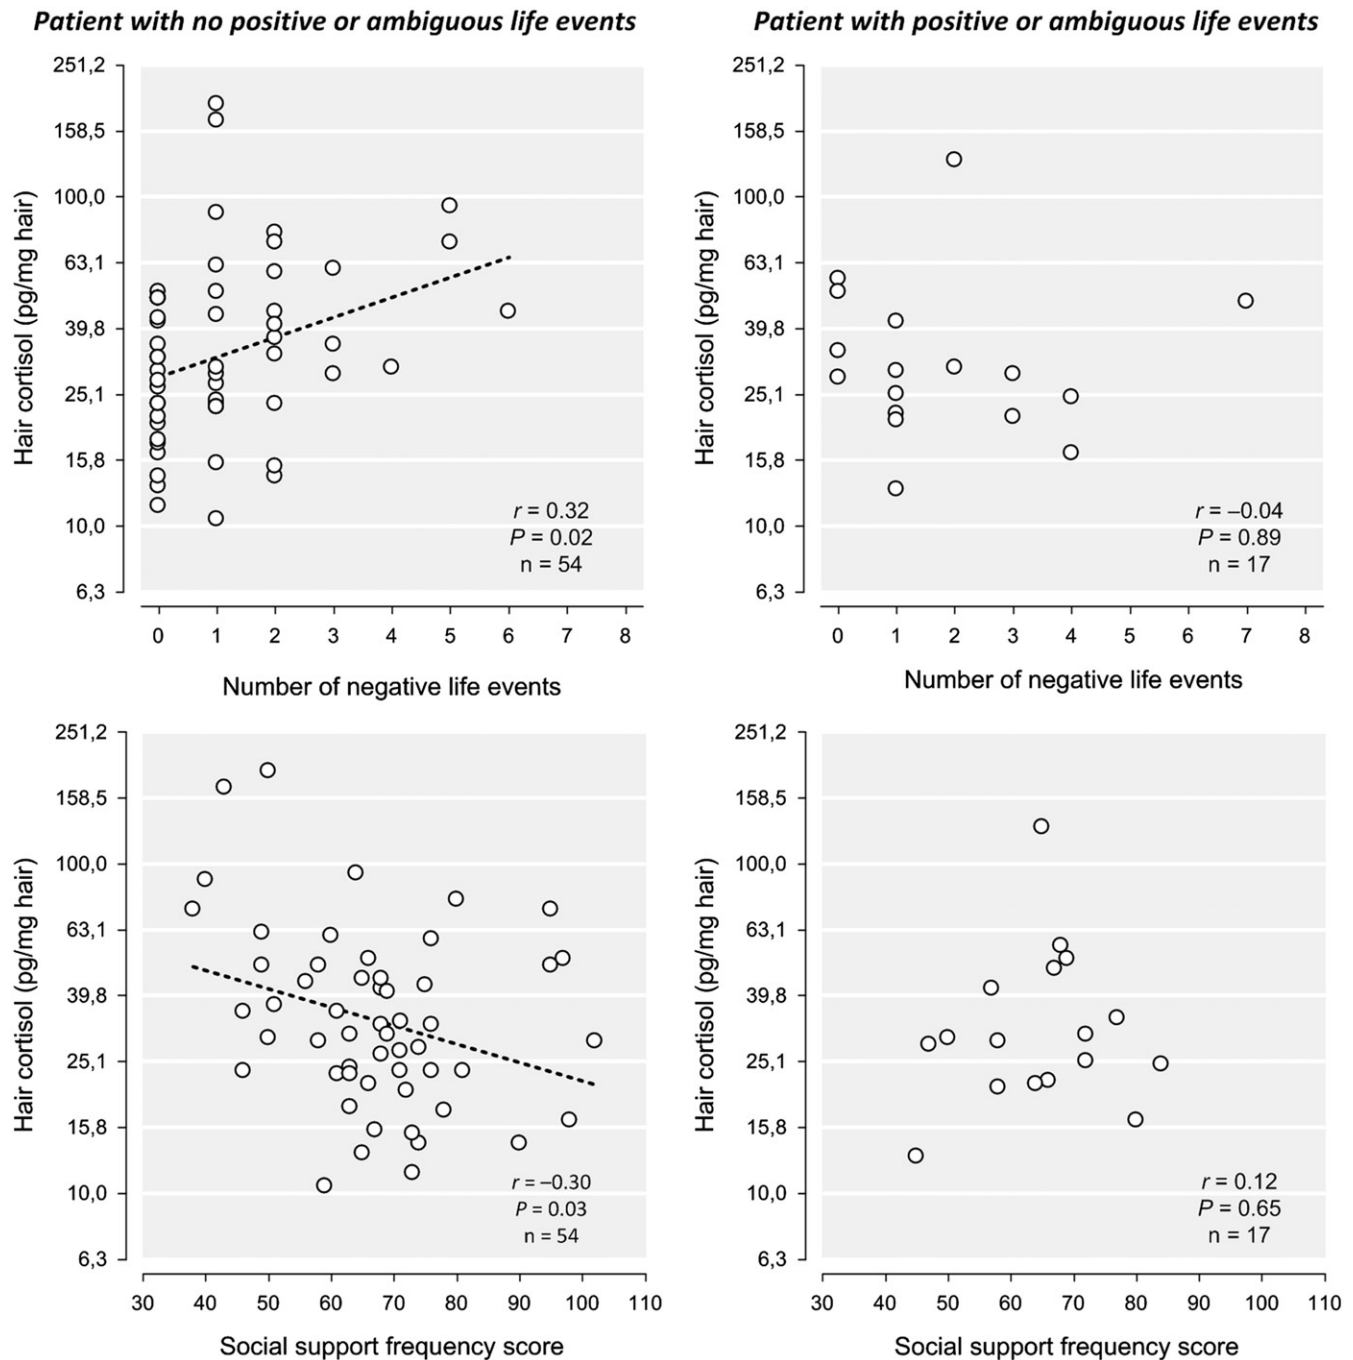 Patient with no positive or ambiguous life events
251,2
158,5
100,0
63,1
39,8
25,1
15,8
10,0
6,3
Hair cortisol (pg/mg hair)
r = 0.32
P = 0.02
n = 54
0 1 2 3 4 5 6 7 8
Number of negative life events
Patient with positive or ambiguous life events
251,2
158,5
100,0
63,1
39,8
25,1
15,8
10,0
6,3
Hair cortisol (pg/mg hair)
r = –0.04
P = 0.89
n = 17
0 1 2 3 4 5 6 7 8
Number of negative life events
251,2
158,5
100,0
63,1
39,8
25,1
15,8
10,0
6,3
Hair cortisol (pg/mg hair)
r = –0.30
P = 0.03
n = 54
30 40 50 60 70 80 90 100 110
Social support frequency score
251,2
158,5
100,0
63,1
39,8
25,1
15,8
10,0
6,3
Hair cortisol (pg/mg hair)
r = 0.12
P = 0.65
n = 17
30 40 50 60 70 80 90 100 110
Social support frequency score